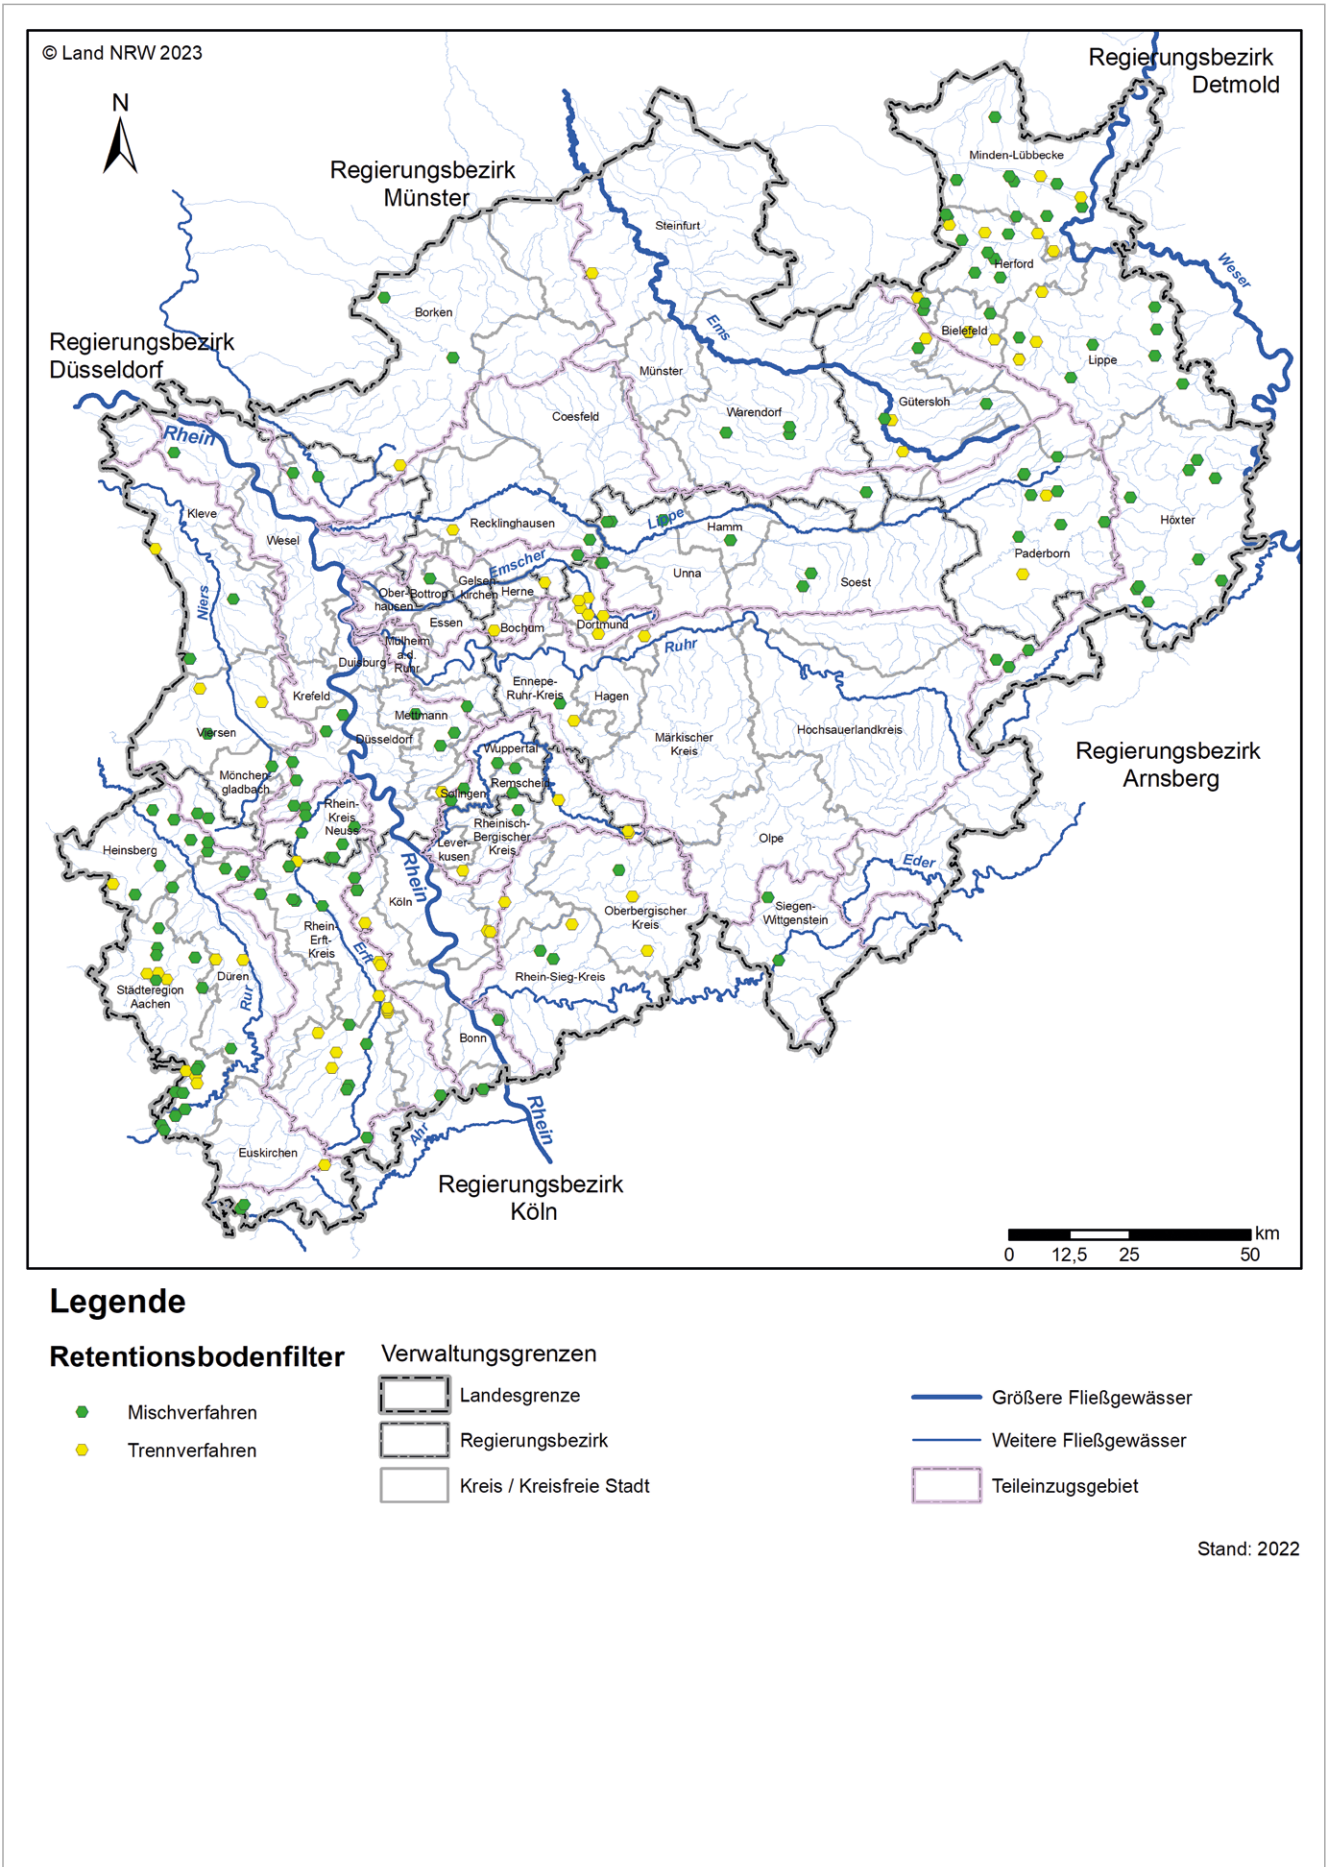 © Land NRW 2023
Regierungsbezirk
Detmold
N
Regierungsbezirk
Münster
Minden-Lübbecke
Steinfurt
Herford
Weser
Borken
Ems
Bielefeld
Regierungsbezirk
Düsseldorf
Lippe
Münster
Gütersloh
Warendorf
Coesfeld
Rhein
Kleve
Wesel
Recklinghausen
Lippe
Hamm
Höxter
Paderborn
Emscher
Gelsen-
kirchen
Herne
Unna
Soest
Ober-
hausen
Bottrop
Niers
Essen
Bochum
Dortmund
Mülheim
a.d.
Ruhr
Ruhr
Duisburg
Krefeld
Ennepe-
Ruhr-Kreis
Hagen
Mettmann
Viersen
Düsseldorf
Märkischer
Kreis
Hochsauerlandkreis
Wuppertal
Regierungsbezirk
Arnsberg
Mönchen-
gladbach
Remscheid
Solingen
Rhein-
Kreis
Neuss
Rheinisch-
Bergischer
Kreis
Olpe
Heinsberg
Lever-
kusen
Rhein
Eder
Köln
Oberbergischer
Kreis
Siegen-
Wittgenstein
Rhein-
Erft-
Kreis
Erft
Rhein-Sieg-Kreis
Düren
Städteregion
Aachen
Rur
Bonn
Rhein
Ahr
Euskirchen
Regierungsbezirk
Köln
km
0 12,5 25 50
Legende
Retentionsbodenfilter
Mischverfahren
Trennverfahren
Verwaltungsgrenzen
Landesgrenze
Regierungsbezirk
Kreis / Kreisfreie Stadt
Größere Fließgewässer
Weitere Fließgewässer
Teileinzugsgebiet
Stand: 2022